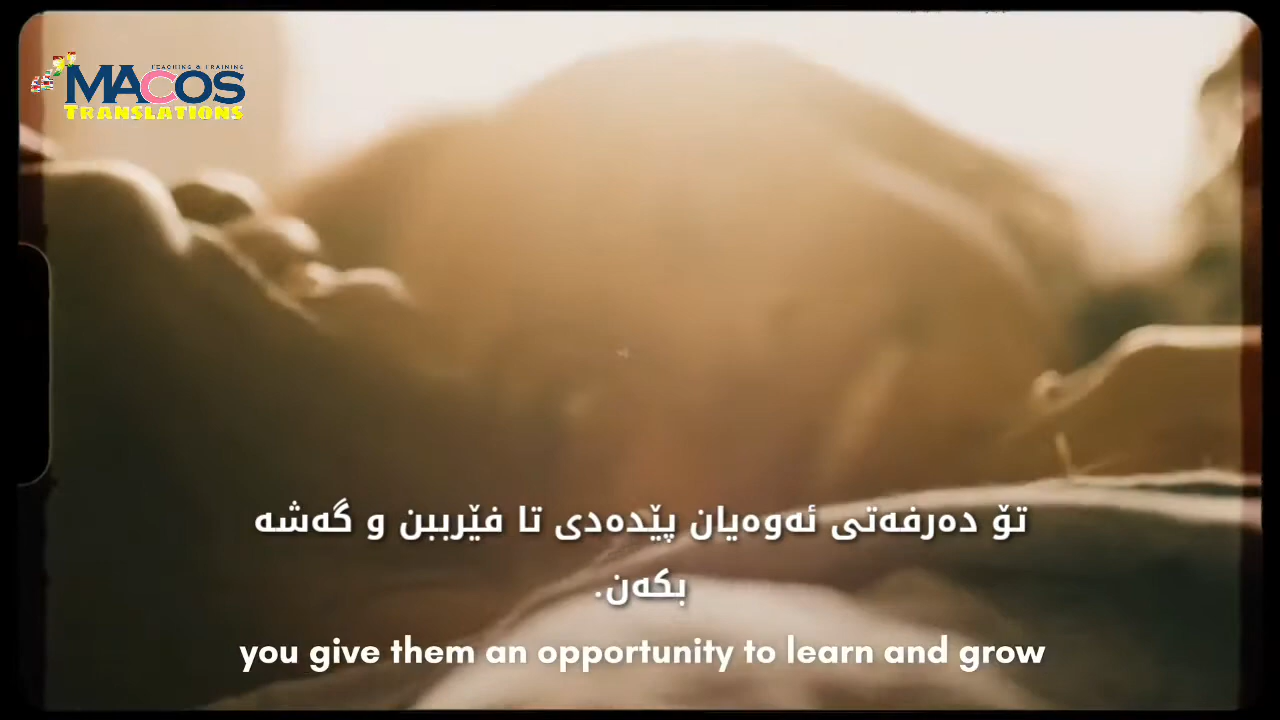 TEACHING & TRAINING
MACOS
TRANSLATIONS
تۆ دەرفەتی ئەوەیان پێدەدی تا فێرببن و گەشە
بکەن.
you give them an opportunity to learn and grow